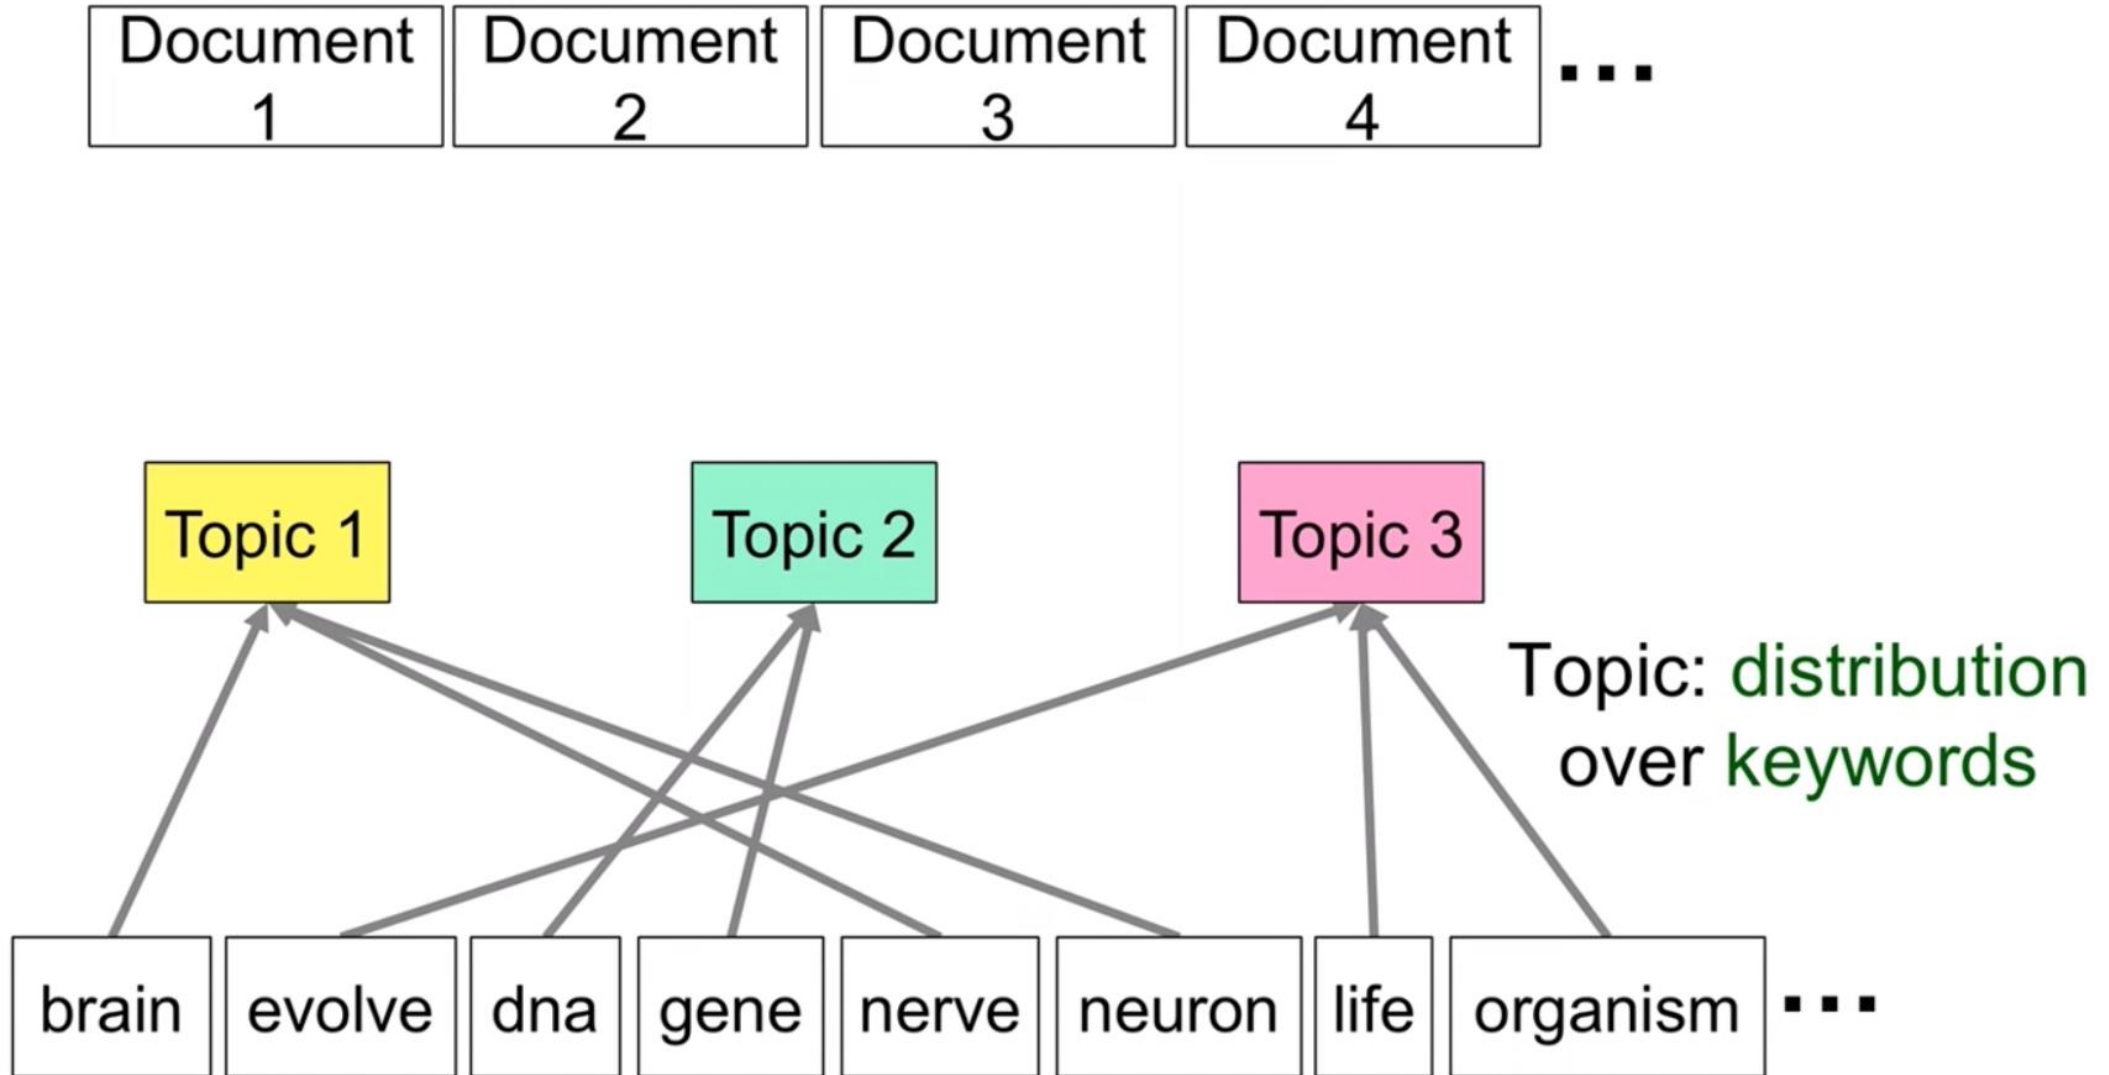 Document
1
Document
2
Document
3
Document
4
...
Topic 1
Topic 2
Topic 3
Topic: distribution
over keywords
brain
evolve
dna
gene
nerve
neuron
life
organism
...